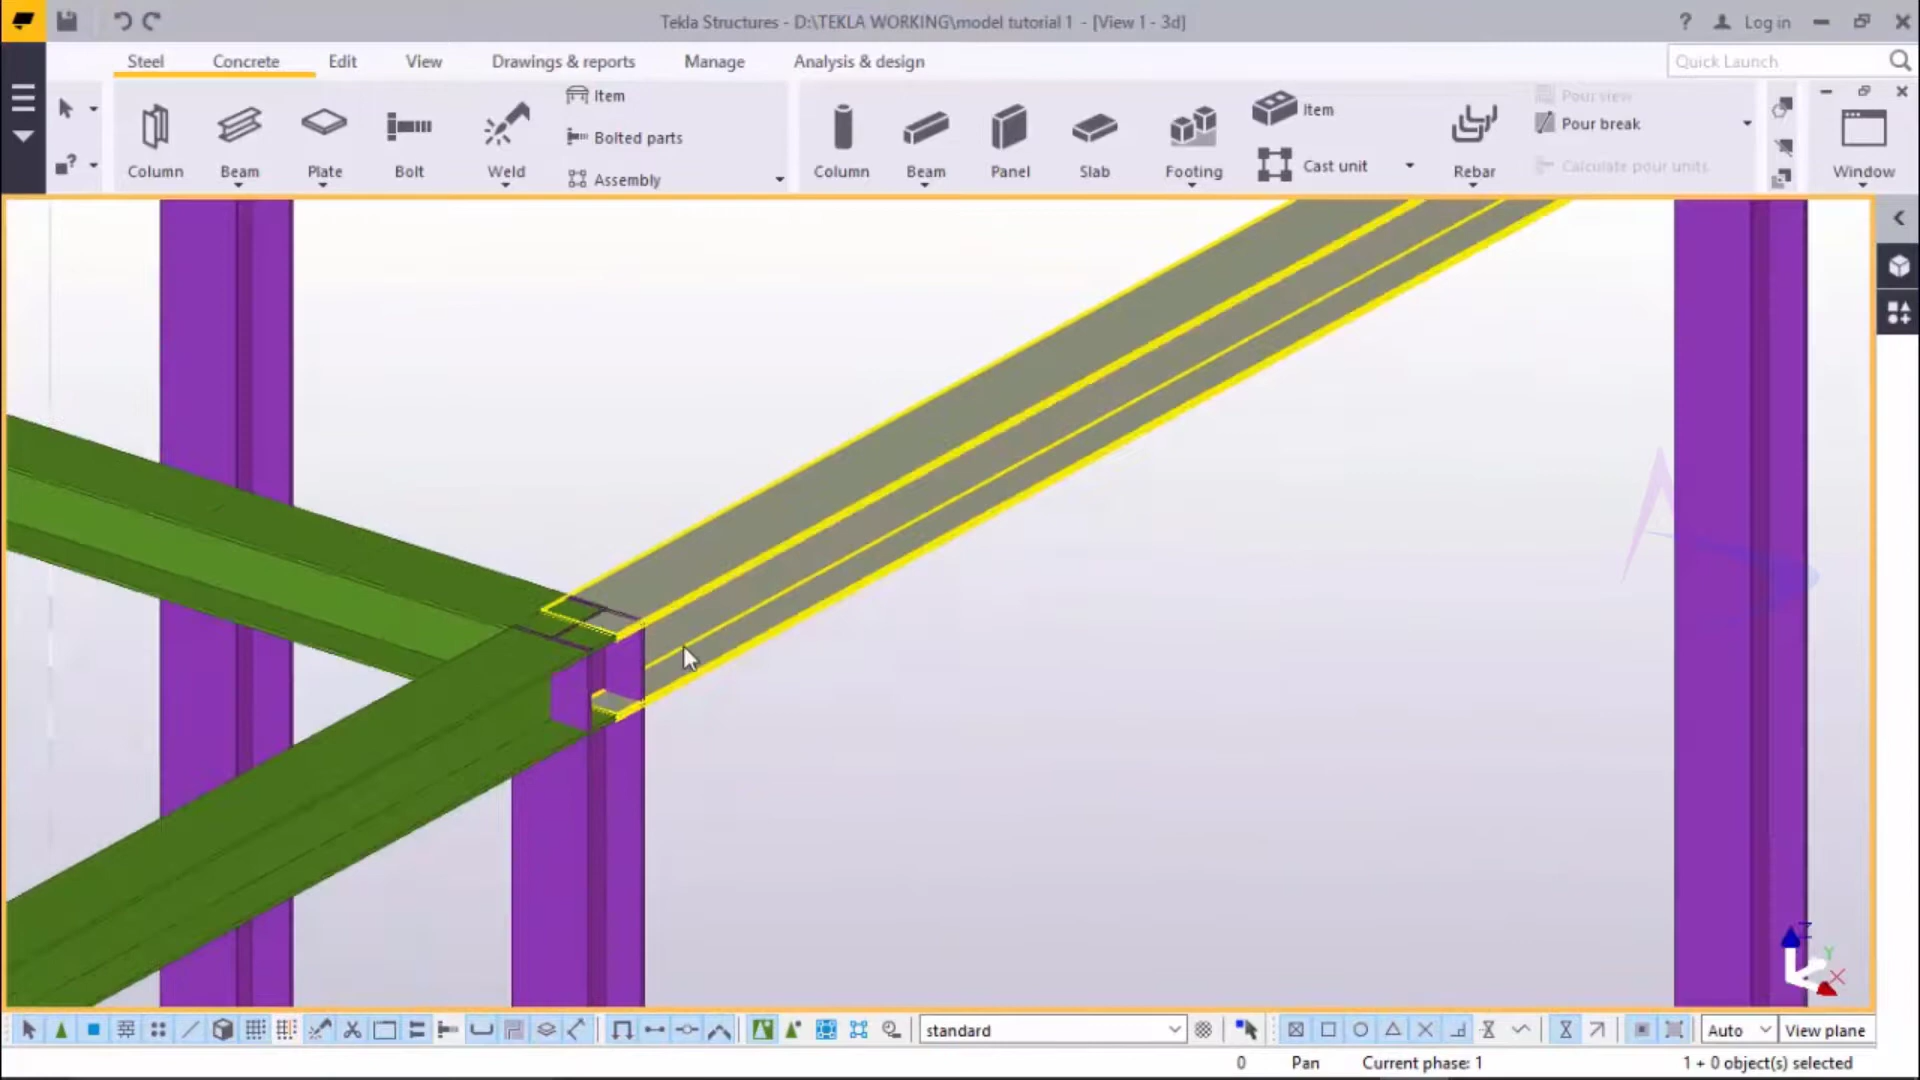 Tekla Structures - D:\TEKLA WORKING\model tutorial 1 - [View 1 - 3d]
? Log in
Steel Concrete Edit View Drawings & reports Manage Analysis & design
Quick Launch
Item
Bolted parts
Assembly
Column Beam Plate Bolt Weld
Column Beam Panel Slab Footing
Item
Cast unit
Rebar
Pour view
Pour break
Calculate pour units
Window
Z
Y
X
standard
Auto
View plane
0 Pan Current phase: 1 1 + 0 object(s) selected